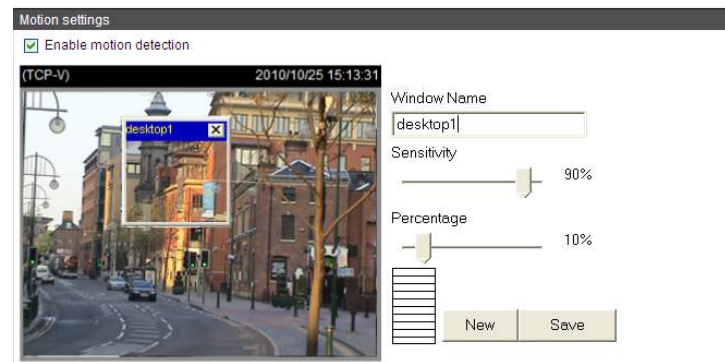 Motion settings
Enable motion detection
(TCP-V) 2010/10/25 15:13:31
desktop1
Window Name
desktop1
Sensitivity
90%
Percentage
10%
New Save